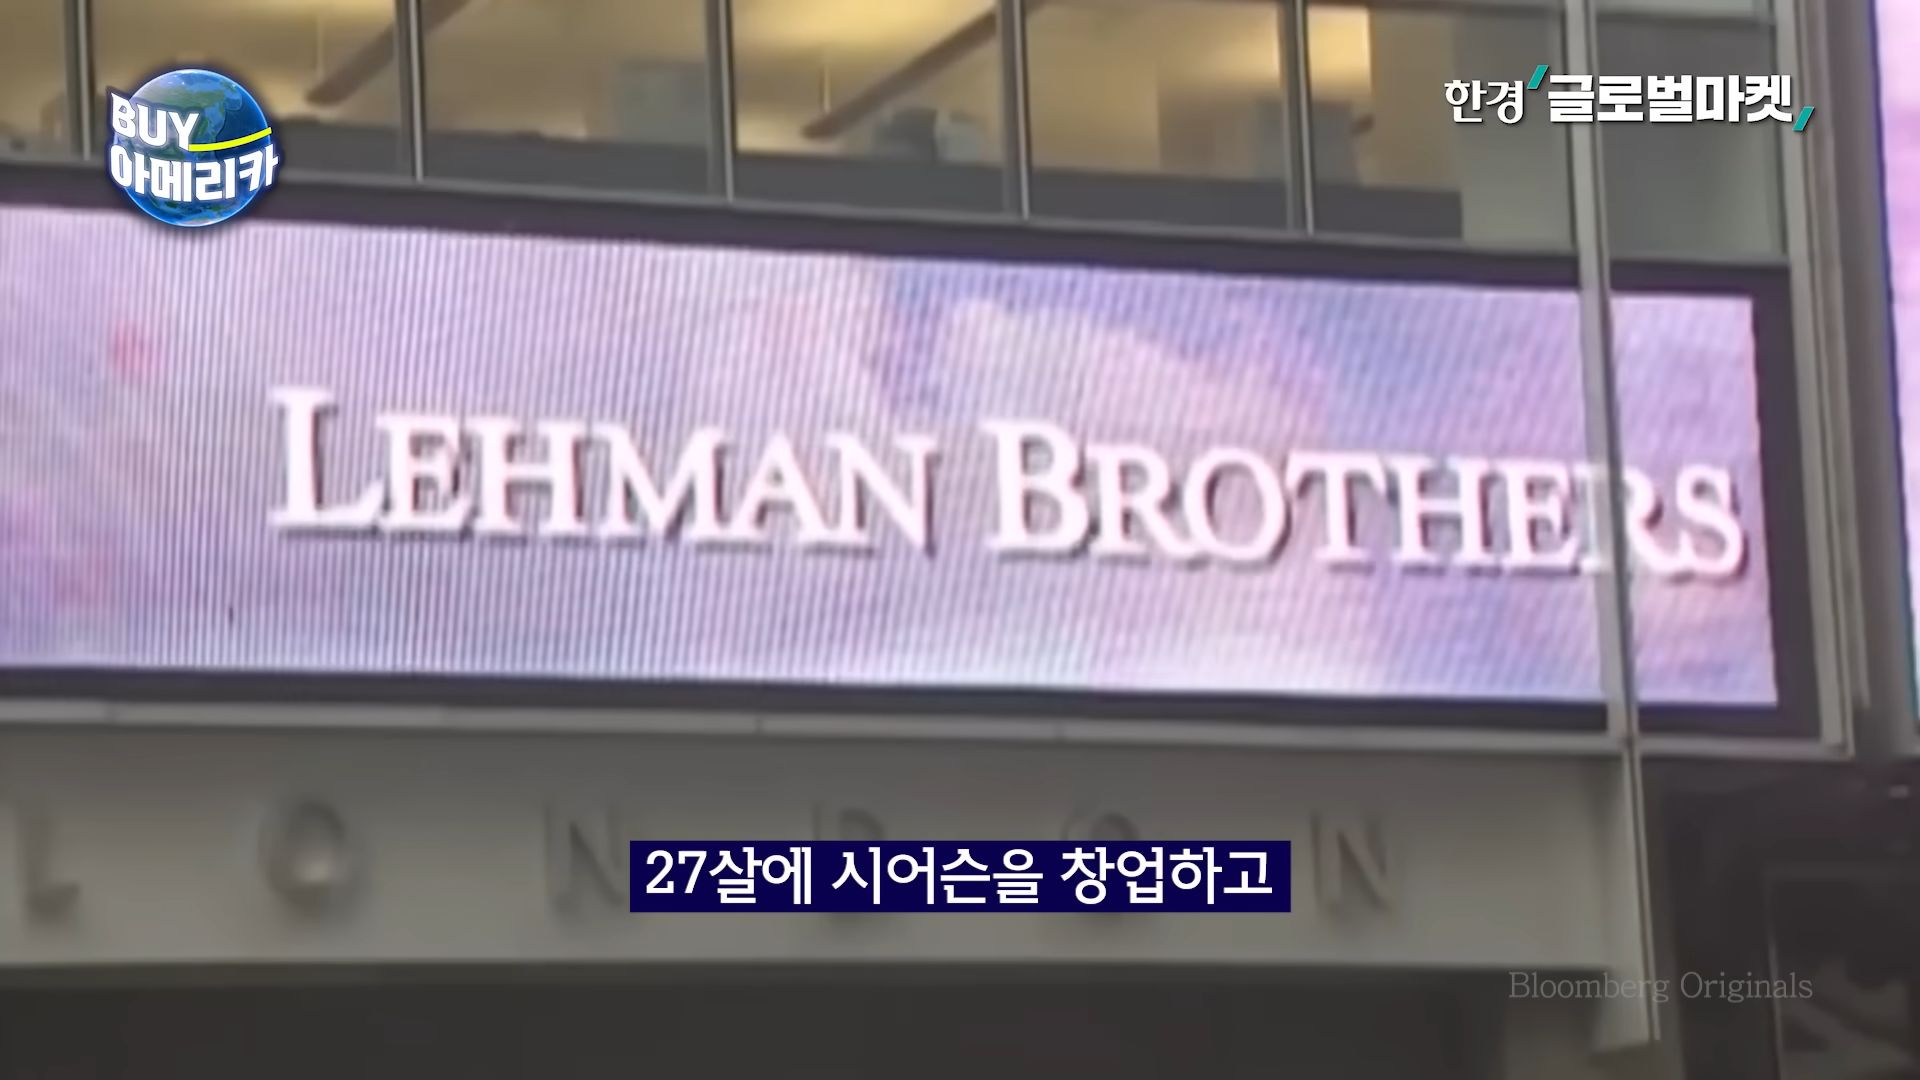 BUY
아메리카
한경 글로벌마켓
LEHMAN BROTHERS
LONDON
27살에 시어슨을 창업하고
Bloomberg Originals